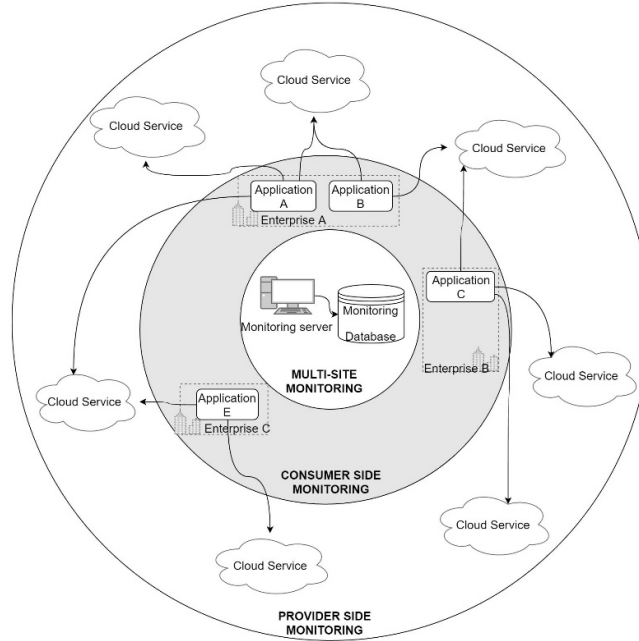 Cloud Service
Cloud Service
Cloud Service
Application
A
Application
B
Enterprise A
Application
C
Monitoring server
Monitoring
Database
MULTI-SITE
MONITORING
Enterprise B
Cloud Service
Cloud Service
Application
E
Enterprise C
CONSUMER SIDE
MONITORING
Cloud Service
Cloud Service
PROVIDER SIDE
MONITORING